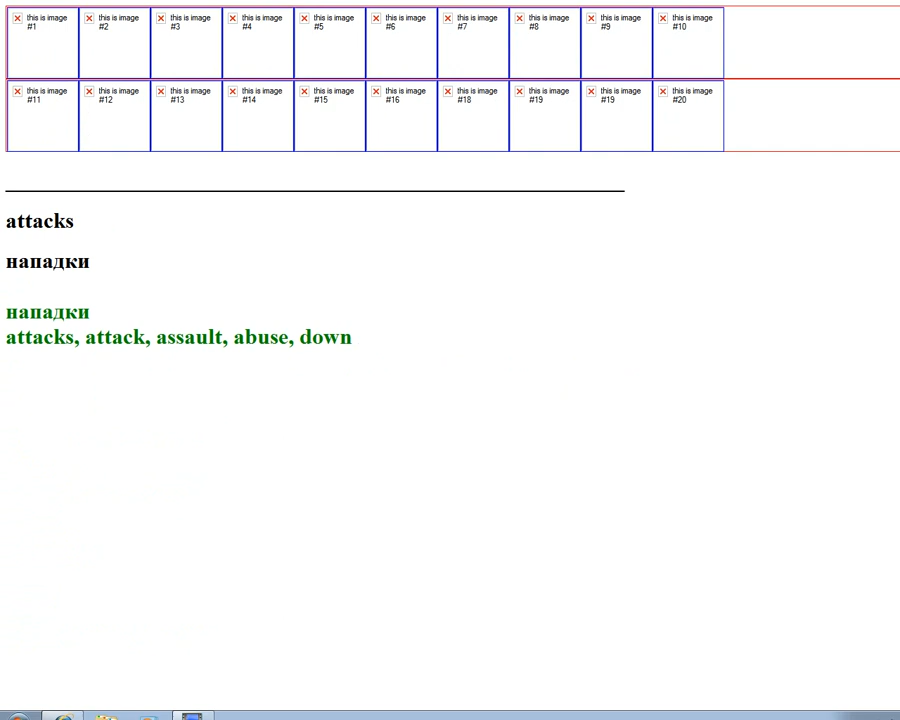 this is image this is image this is image this is image this is image this is image this is image this is image this is image this is image
#1 #2 #3 #4 #5 #6 #7 #8 #9 #10
this is image this is image this is image this is image this is image this is image this is image this is image this is image this is image
#11 #12 #13 #14 #15 #16 #18 #19 #19 #20
attacks
нападки
нападки
attacks, attack, assault, abuse, down